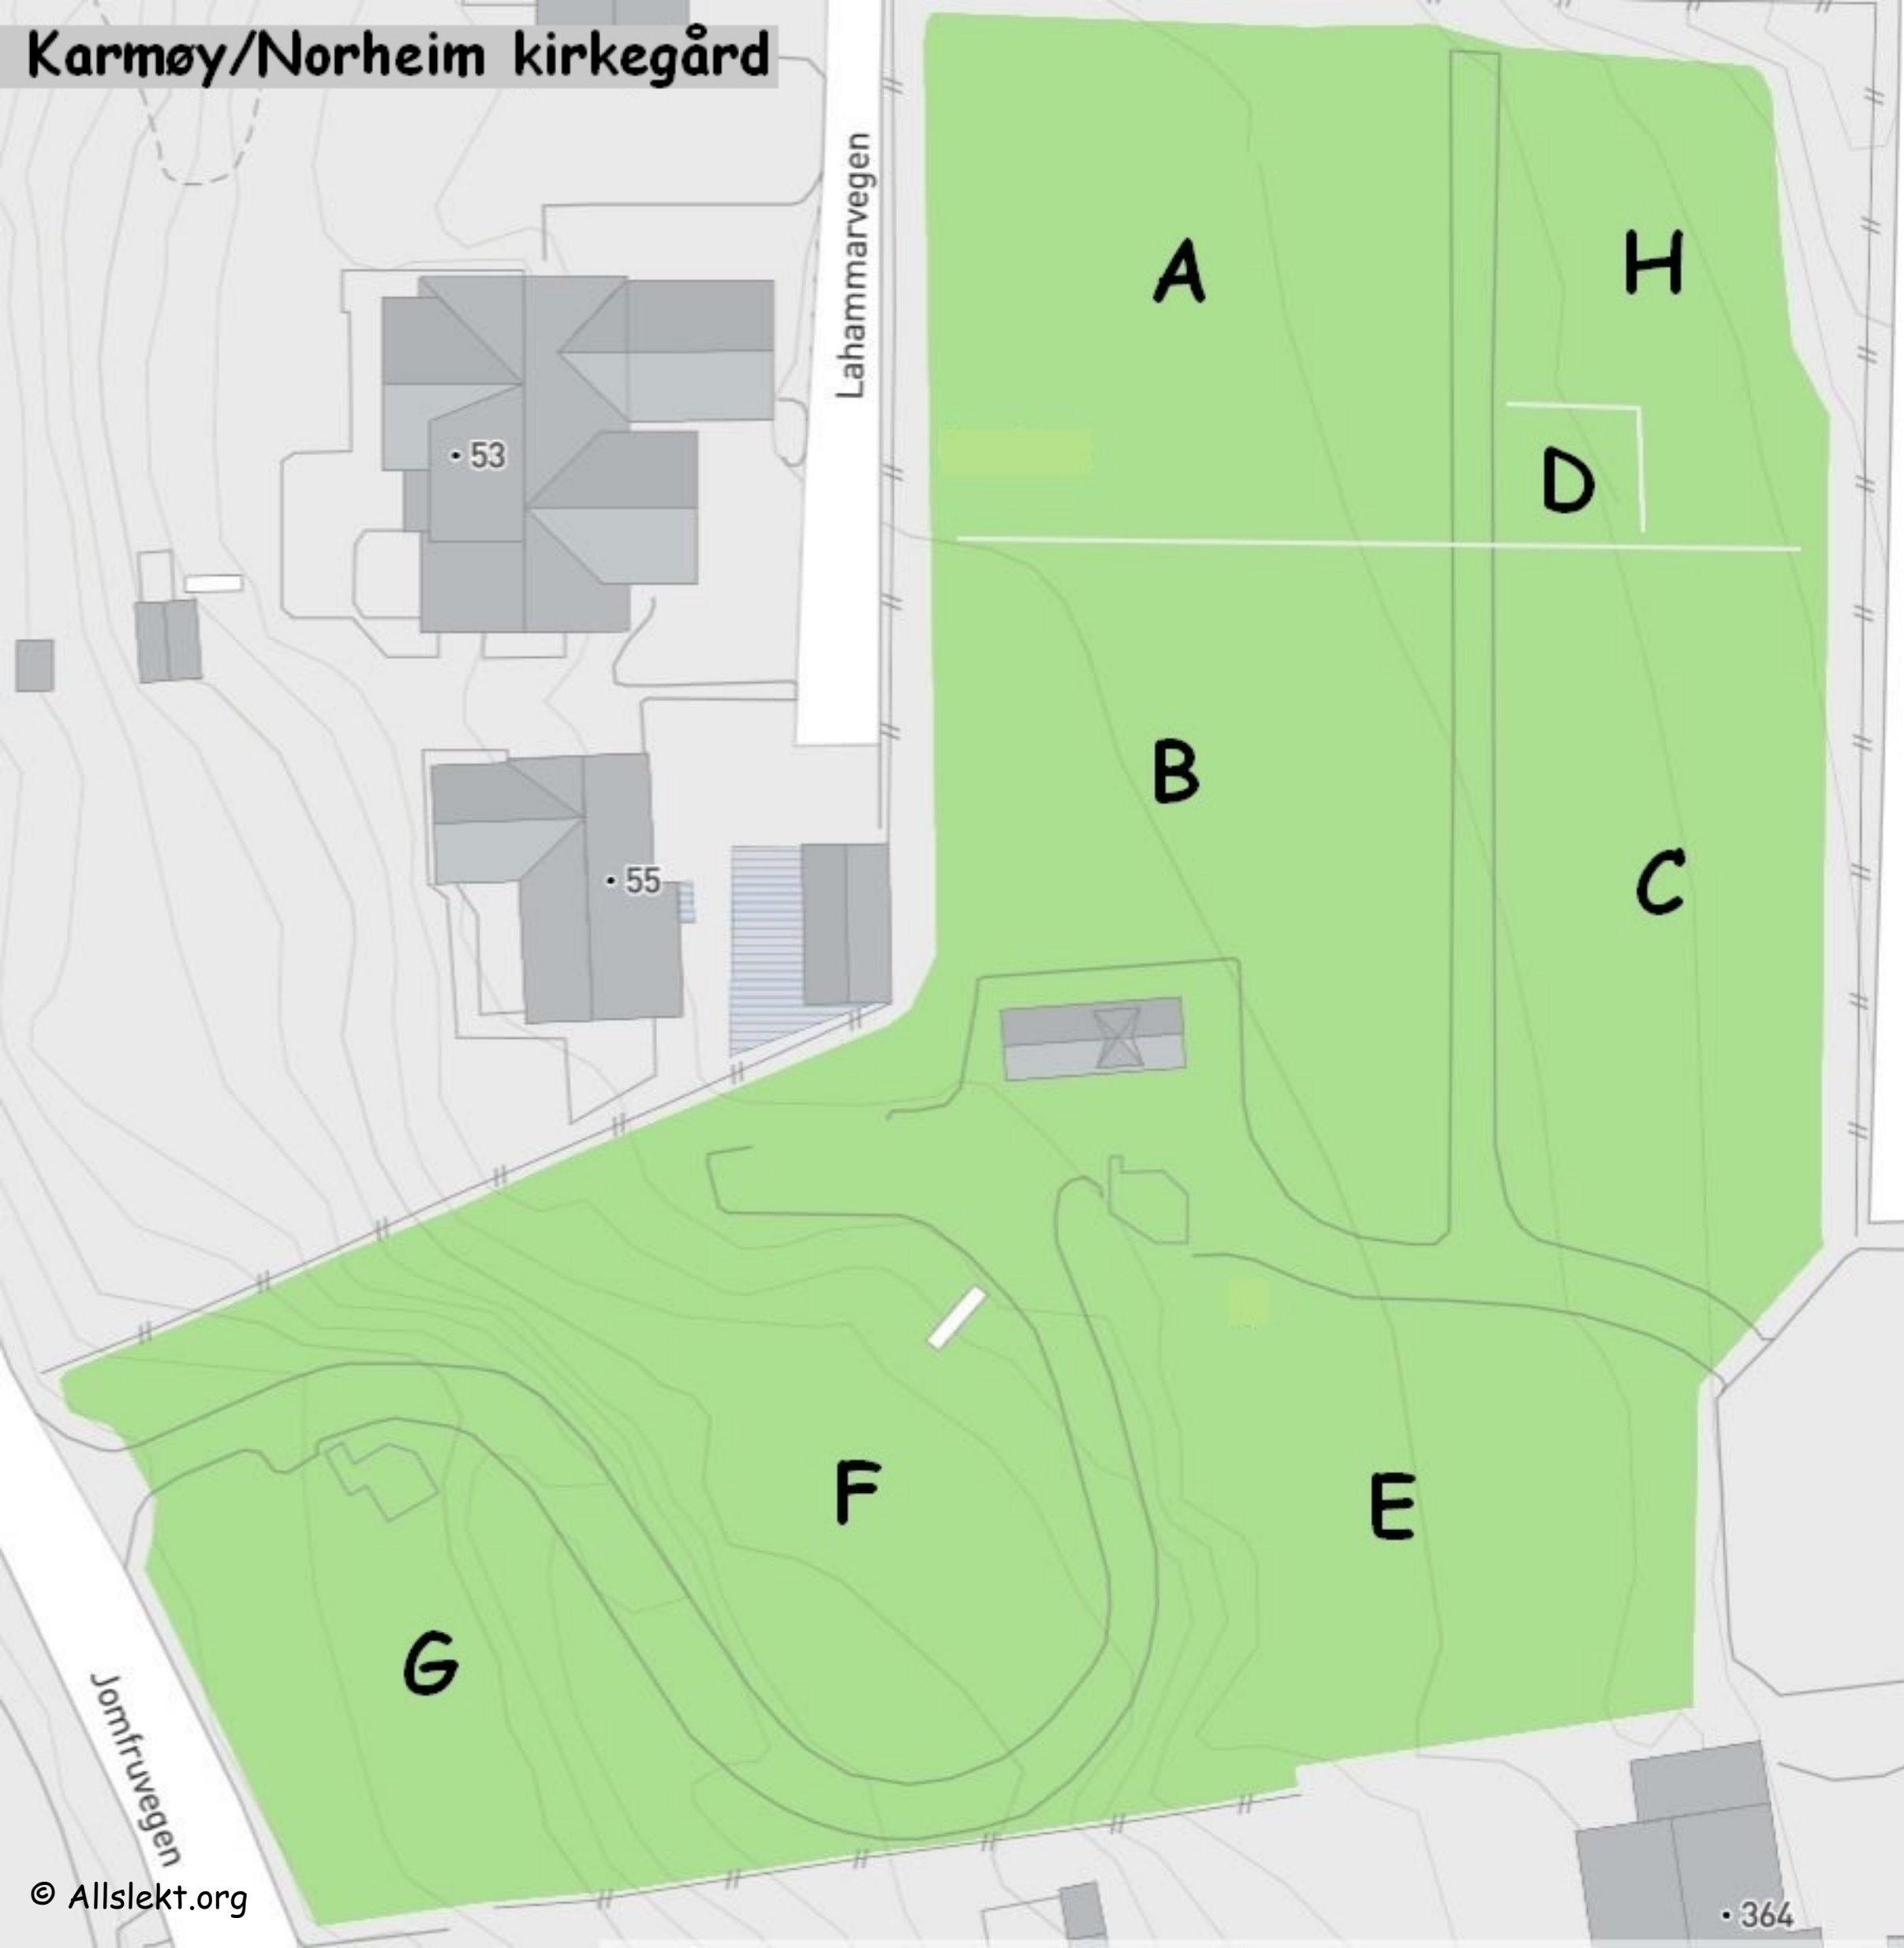 Karmøy/Norheim kirkegård
Lahammarvegen
A
H
53
D
B
55
C
F
E
G
Jomfruvegen
© Allslekt.org
364